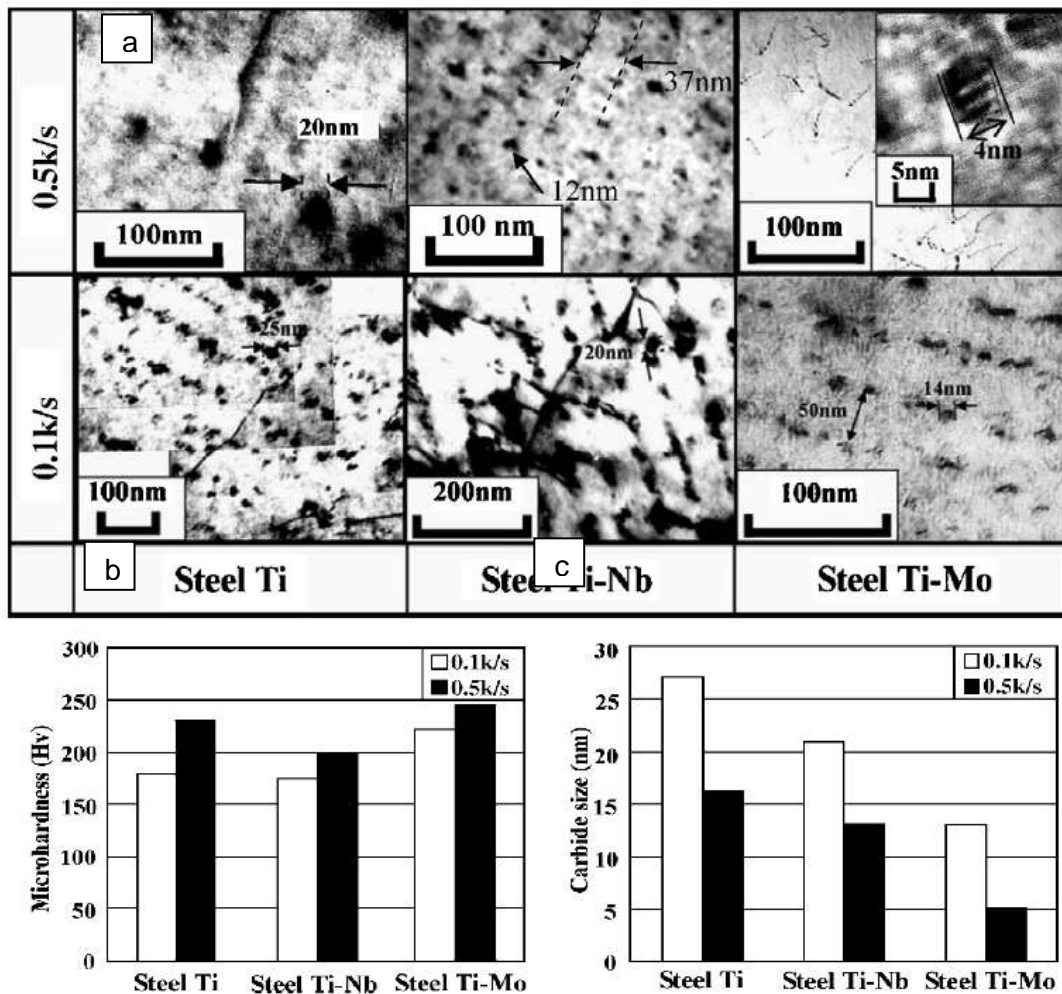 a
0.5k/s
20nm
100nm
37nm
12nm
100 nm
4nm
5nm
100nm
0.1k/s
25nm
100nm
20nm
200nm
50nm
14nm
100nm
b
Steel Ti
c
Steel Ti-Nb
Steel Ti-Mo
Microhardness (Hv)
300
250
200
150
100
50
0
0.1k/s
0.5k/s
Steel Ti
Steel Ti-Nb
Steel Ti-Mo
Carbide size (nm)
30
25
20
15
10
5
0
0.1k/s
0.5k/s
Steel Ti
Steel Ti-Nb
Steel Ti-Mo